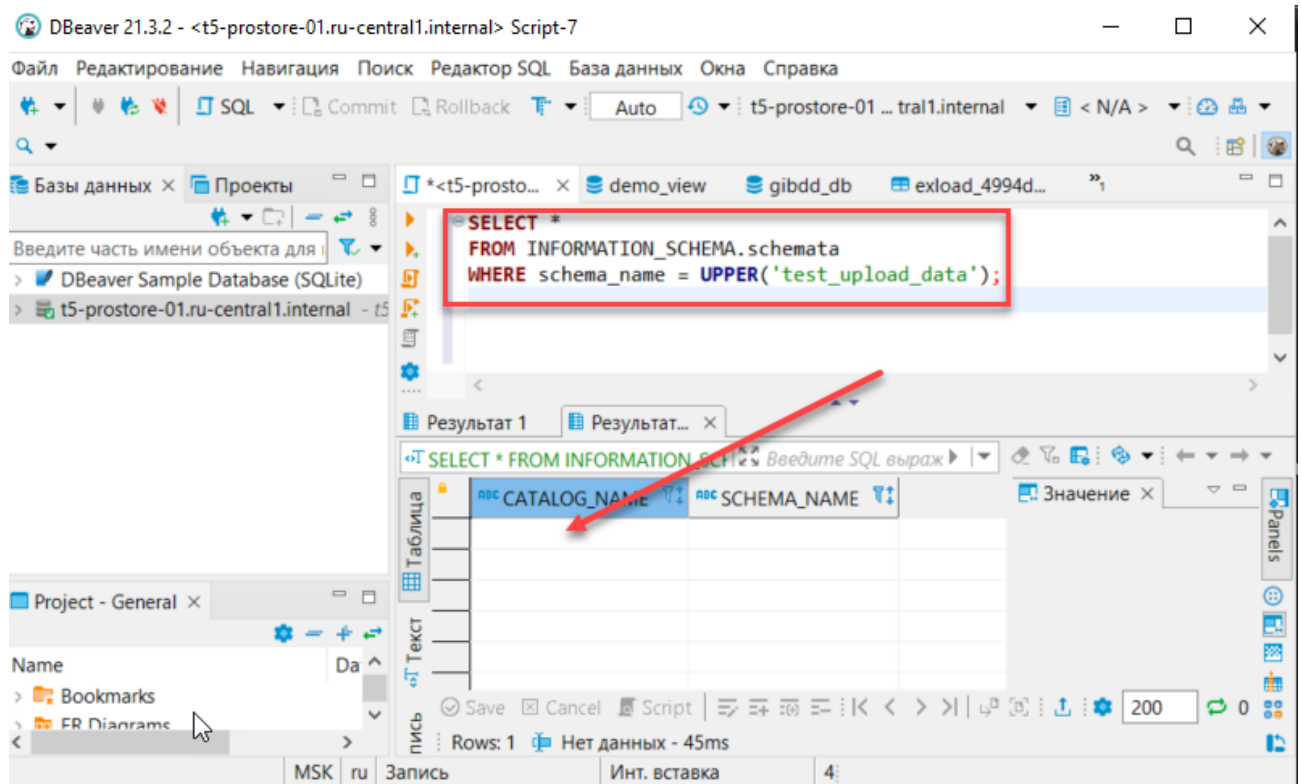 DBeaver 21.3.2 - <t5-prostore-01.ru-central1.internal> Script-7
Файл Редактирование Навигация Поиск Редактор SQL База данных Окна Справка
SQL Commit Rollback Auto t5-prostore-01 ... tral1.internal < N/A >
Базы данных Проекты
*<t5-prosto... demo_view gibdd_db exload_4994d... »1
Введите часть имени объекта для
DBeaver Sample Database (SQLite)
t5-prostore-01.ru-central1.internal - t5
SELECT *
FROM INFORMATION_SCHEMA.schemata
WHERE schema_name = UPPER('test_upload_data');
Результат 1 Результат...
SELECT * FROM INFORMATION_SCH Введите SQL выраж
Таблица
Текст
пись
ABC CATALOG_NAME ABC SCHEMA_NAME
Значение
Panels
Project - General
Name Da
Bookmarks
ER Diagrams
Save Cancel Script 200 0
Rows: 1 Нет данных - 45ms
MSK ru Запись Инт. вставка 4